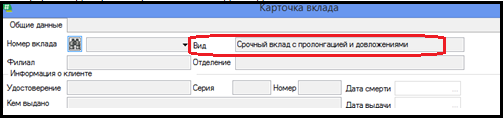 Карточка вклада
Общие данные
Номер вклада Вид Срочный вклад с пролонгацией и довложениями
Филиал Отделение
Информация о клиенте
Удостоверение Серия Номер Дата смерти ...
Кем выдано Дата выдачи ...